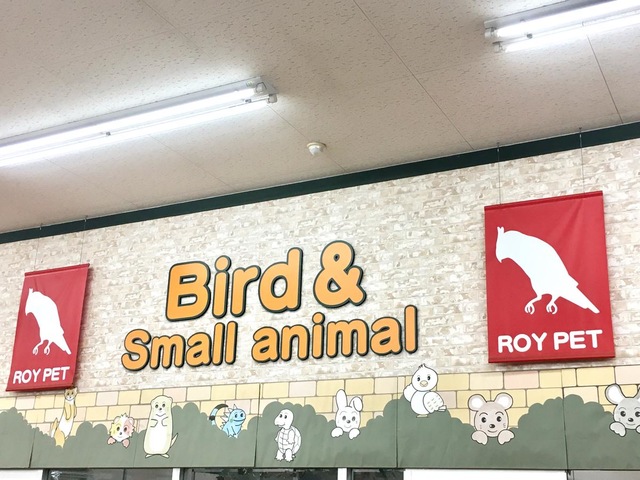 Bird &
Small animal
ROY PET
ROY PET